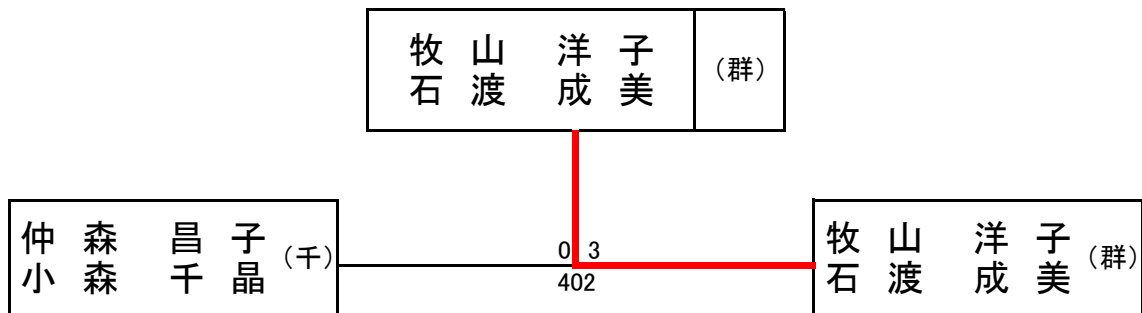 牧山 洋子
石渡 成美
(群)
仲森 昌子
小森 千晶
(千)
0 3
402
牧山 洋子
石渡 成美
(群)